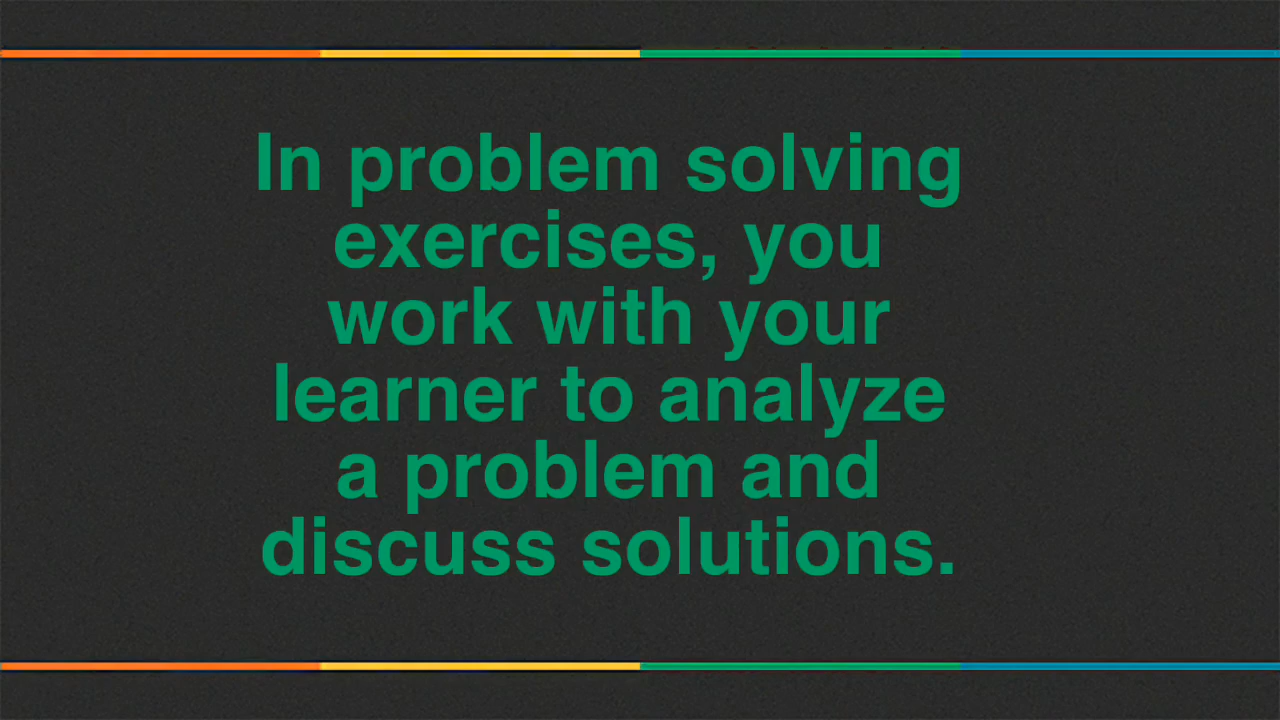 In problem solving
exercises, you
work with your
learner to analyze
a problem and
discuss solutions.